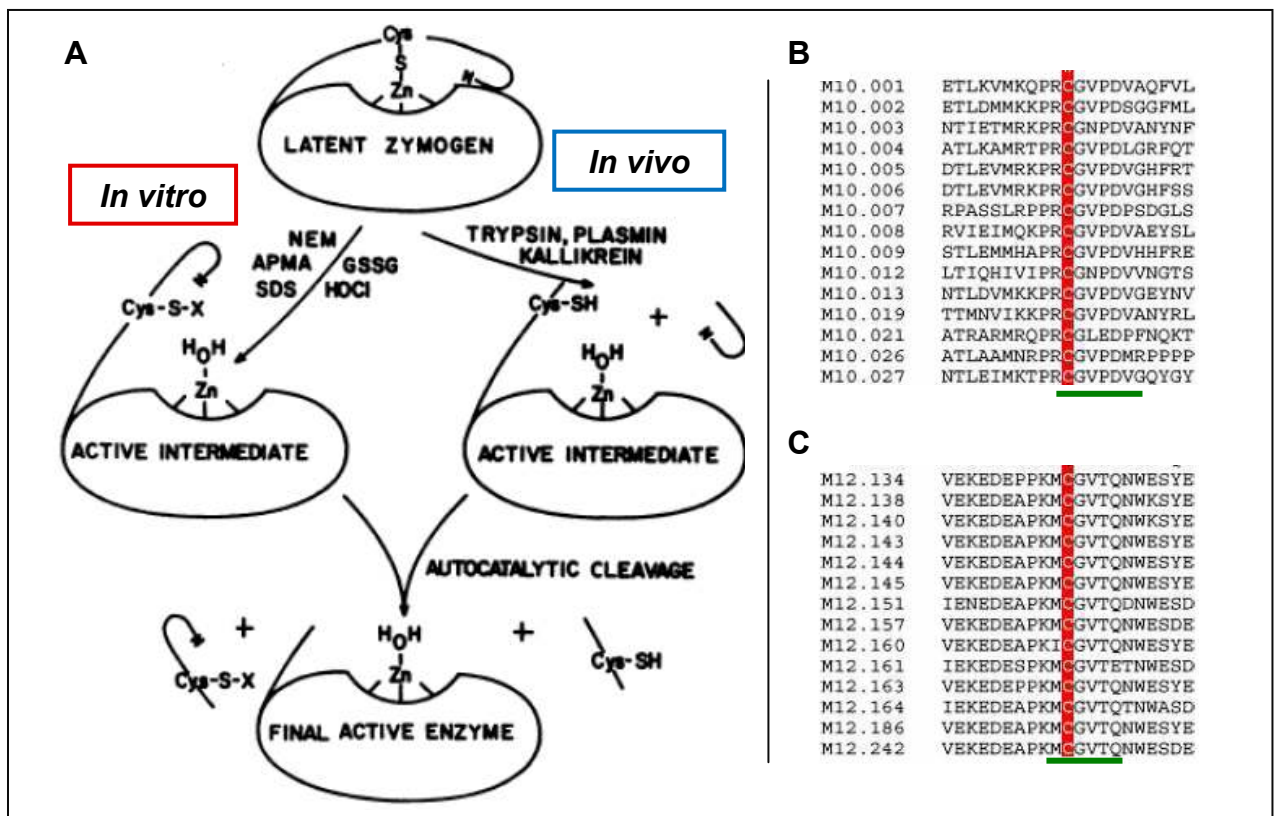 A
Cys
S
N
Zn
LATENT ZYMOGEN
In vitro
In vivo
NEM
APMA GSSG
SDS HOCl
TRYPSIN, PLASMIN
KALLIKREIN
N
Cys-S-X
HOH
Zn
ACTIVE INTERMEDIATE
Cys-SH
+
N
HOH
Zn
ACTIVE INTERMEDIATE
AUTOCATALYTIC CLEAVAGE
N
+
Cys-S-X
HOH
Zn
+
Cys-SH
FINAL ACTIVE ENZYME
B
M10.001 ETLKVMKQPRCGVPDVAQFVL
M10.002 ETLDMMKKPRCGVPDSGGFML
M10.003 NTIETMRKPRCGNPDVANYNF
M10.004 ATLKAMRTPRCGVPDLGRFQT
M10.005 DTLEVMRKPRCGVPDVGHFRT
M10.006 DTLEVMRKPRCGVPDVGHFSS
M10.007 RPASSLRPPRCGVPDPSDGLS
M10.008 RVIEIMQKPRCGVPDVAEYSL
M10.009 STLEMMHAPRCGVPDVHHFRE
M10.012 LTIQHIVIPRCGNPDVVNGTS
M10.013 NTLDVMKKPRCGVPDVGEYNV
M10.019 TTMNVIKKPRCGVPDVANYRL
M10.021 ATRARMRQPRCGLEDPFNQKT
M10.026 ATLAAMNRPRCGVPDMRPPPP
M10.027 NTLEIMKTPRCGVPDVGQYGY
C
M12.134 VEKEDEPPKMCGVTQNWESYE
M12.138 VEKEDEAPKMCGVTQNWKSYE
M12.140 VEKEDEAPKMCGVTQNWKSYE
M12.143 VEKEDEAPKMCGVTQNWESYE
M12.144 VEKEDEAPKMCGVTQNWESYE
M12.145 VEKEDEAPKMCGVTQNWESYE
M12.151 IENEDEAPKMCGVTQDNWESD
M12.157 VEKEDEAPKMCGVTQNWESDE
M12.160 VEKEDEAPKICGVTQNWESYE
M12.161 IEKEDESPKMCGVTETNWESD
M12.163 VEKEDEPPKMCGVTQNWESYE
M12.164 IEKEDEAPKMCGVTQTNWASD
M12.186 VEKEDEAPKMCGVTQNWESYE
M12.242 VEKEDEAPKMCGVTQNWESDE